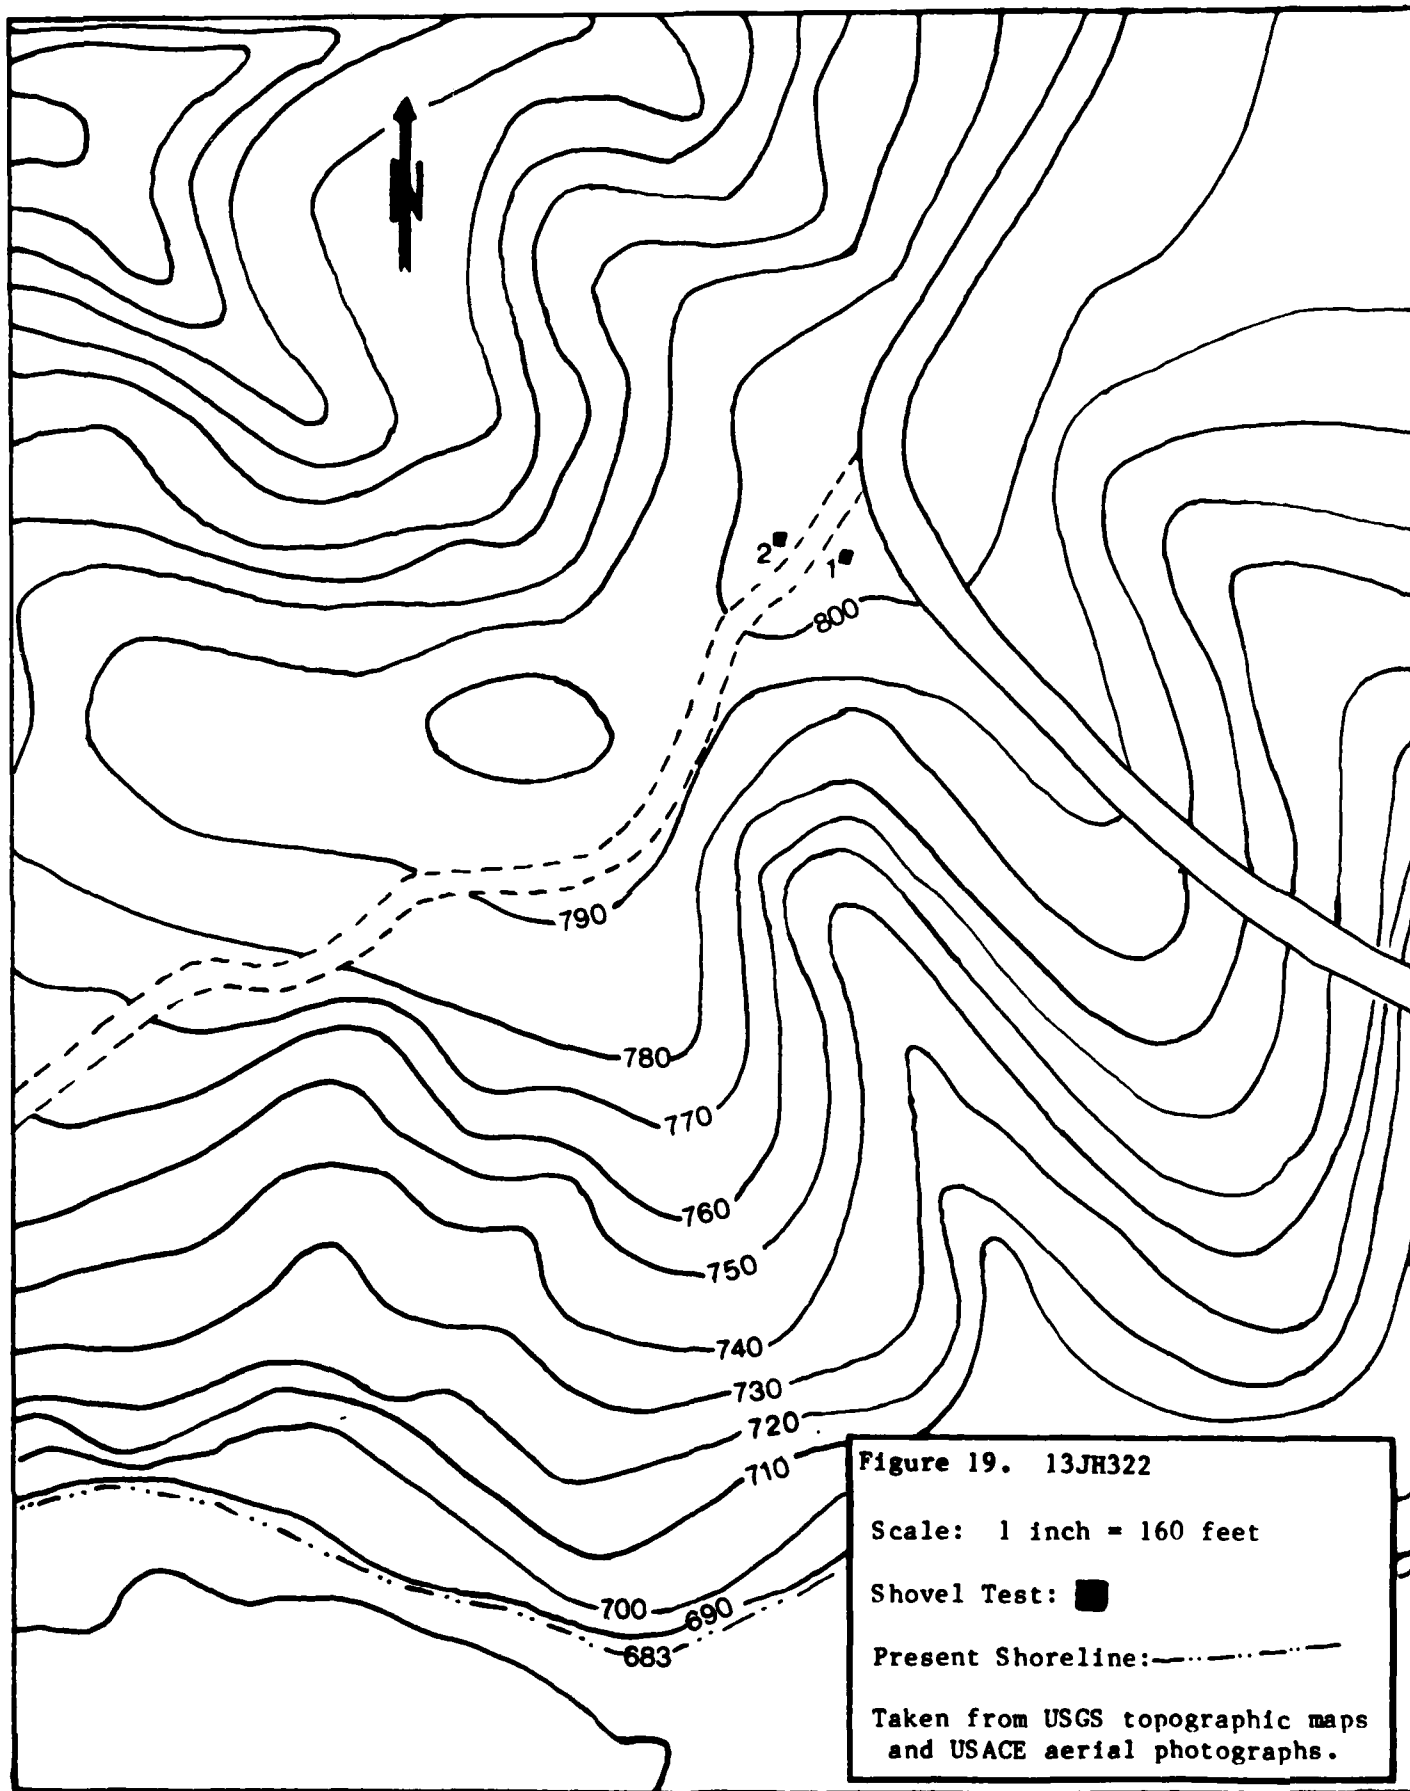 N
2
1
800
790
780
770
760
750
740
730
720
710
700
690
683
Figure 19. 13JH322
Scale: 1 inch = 160 feet
Shovel Test:
Present Shoreline:
Taken from USGS topographic maps
and USACE aerial photographs.